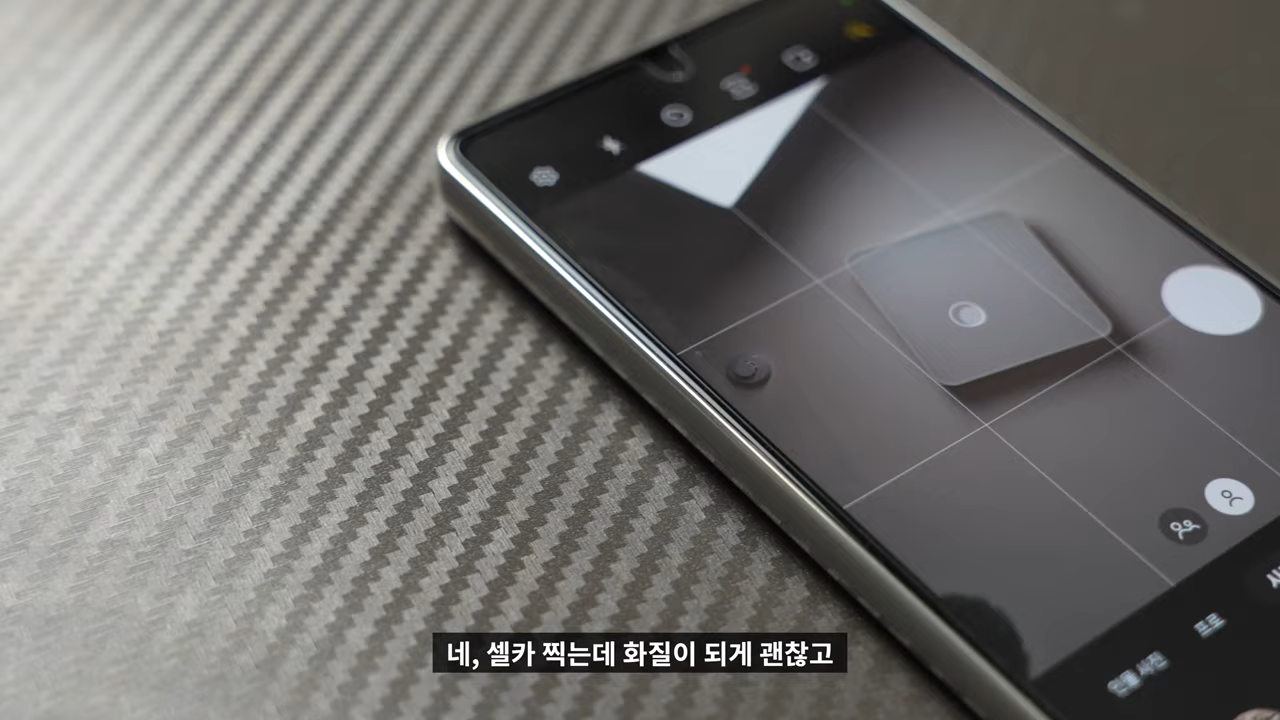 프로
인물 사진
네, 셀카 찍는데 화질이 되게 괜찮고